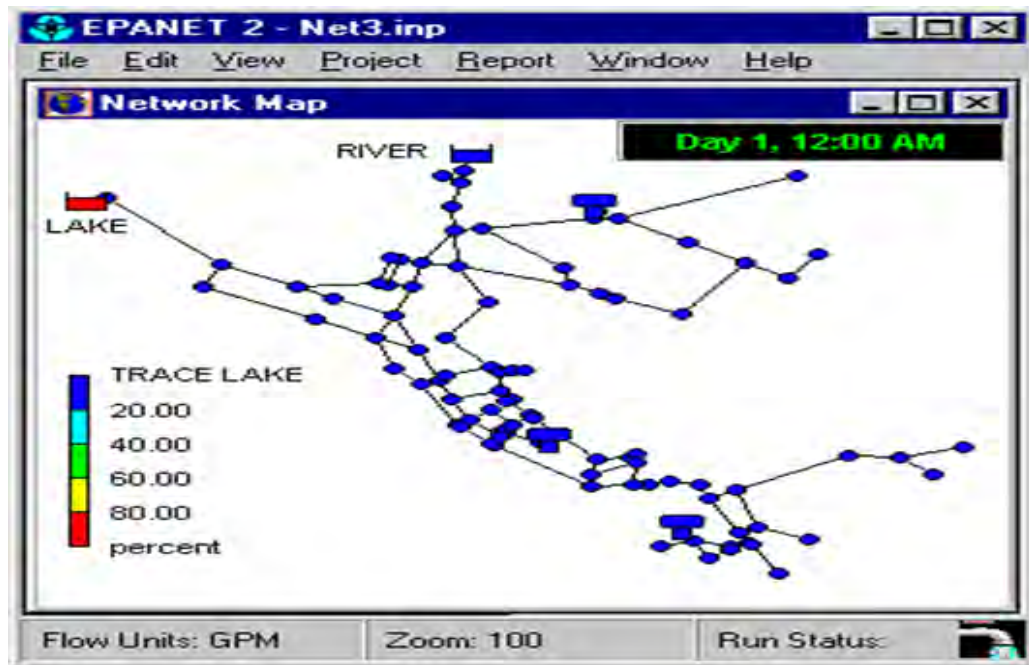 EPANET 2 - Net3.inp
File Edit View Project Report Window Help
Network Map
Day 1, 12:00 AM
RIVER
LAKE
TRACE LAKE
20.00
40.00
60.00
80.00
percent
Flow Units: GPM Zoom: 100 Run Status: